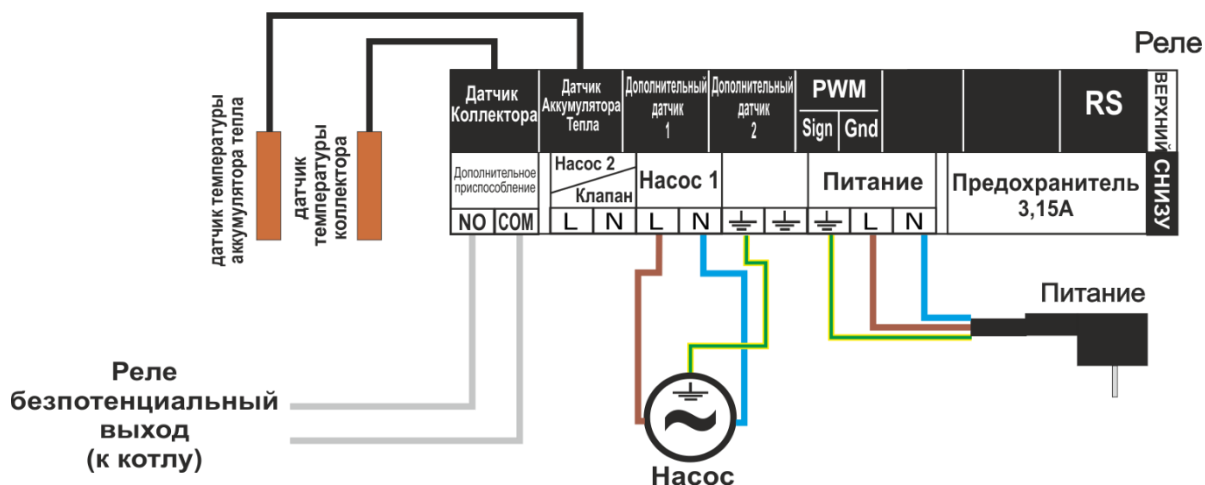 Реле
Датчик
Коллектора
Датчик
Аккумулятора
Тепла
Дополнительный
датчик
1
Дополнительный
датчик
2
PWM
Sign Gnd
RS
ВЕРХНИЙ
датчик температуры
аккумулятора тепла
датчик
температуры
коллектора
Дополнительное
приспособление
Насос 2
Клапан
Насос 1
Питание
Предохранитель
3,15А
СНИЗУ
NO COM L N L N L N
Питание
Реле
безпотенциальный
выход
(к котлу)
Насос